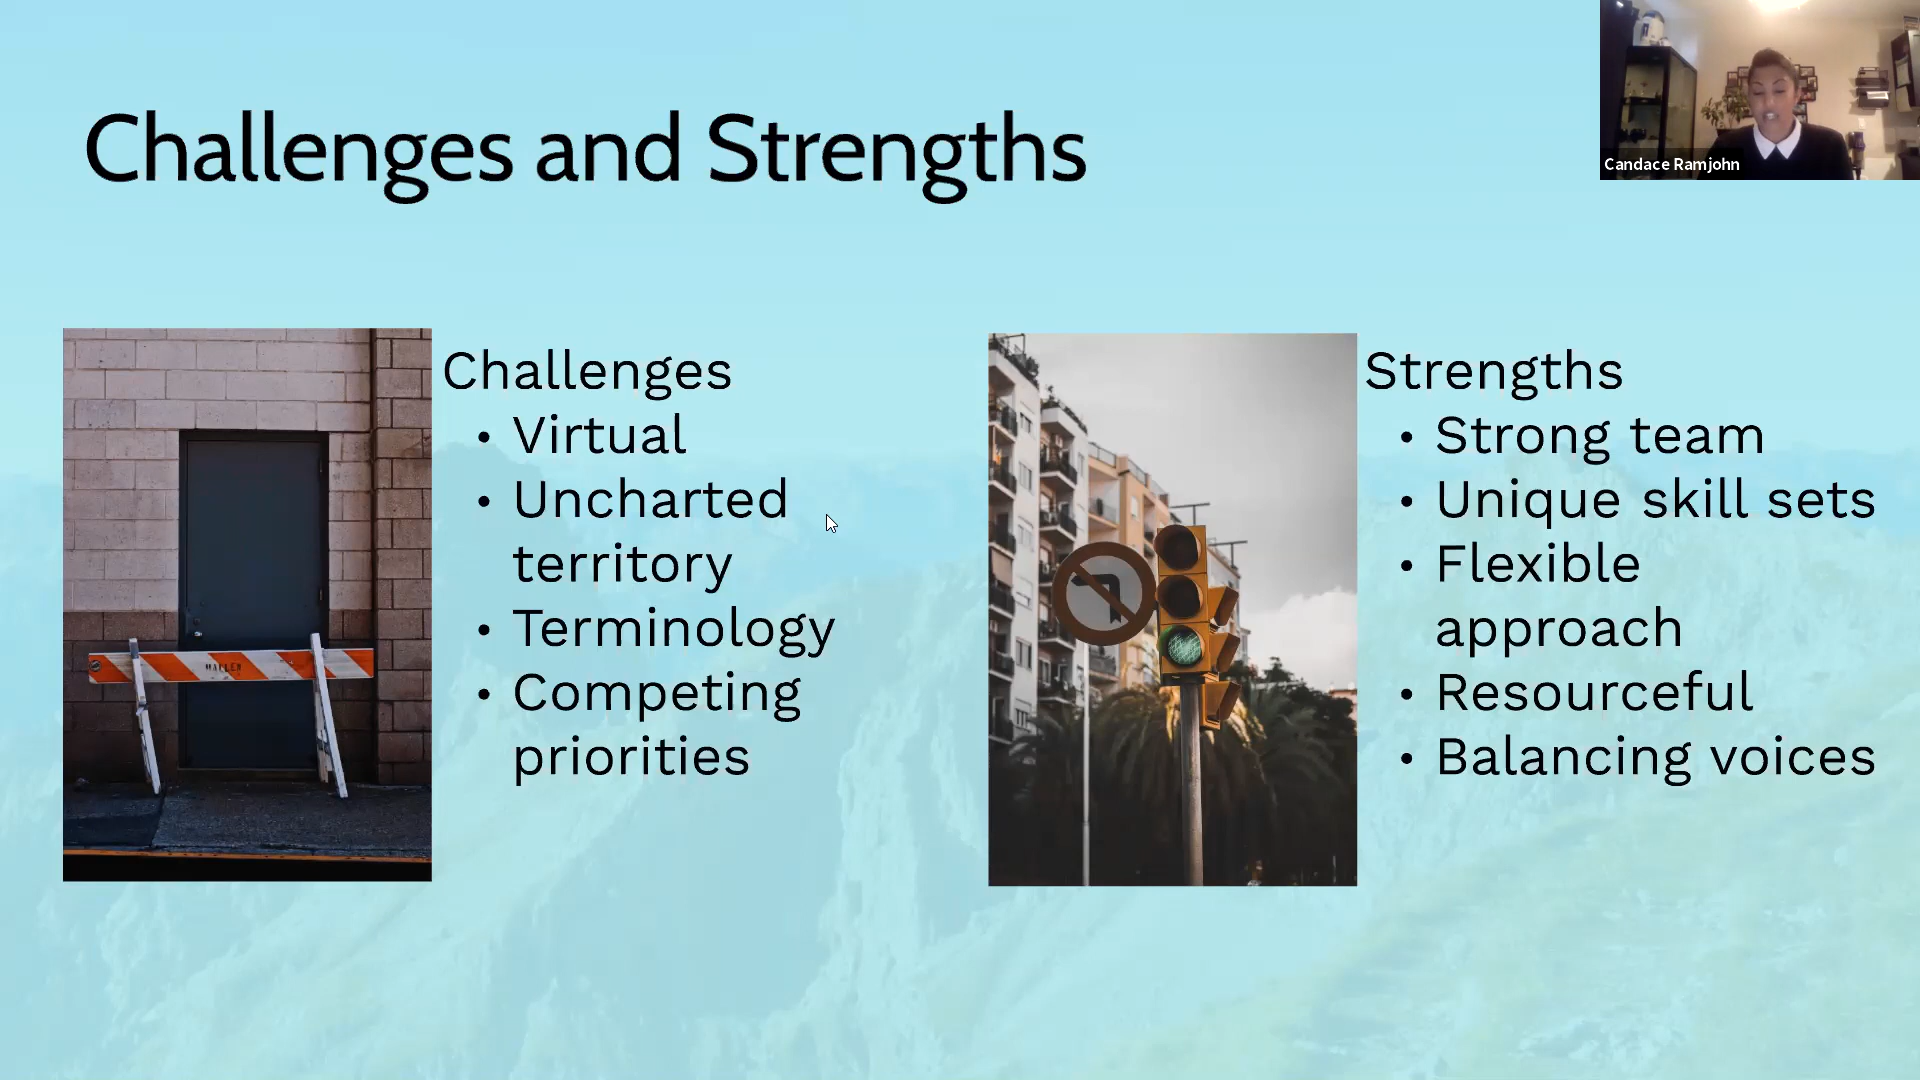 Challenges and Strengths
Candace Ramjohn
Challenges
• Virtual
• Uncharted
territory
• Terminology
• Competing
priorities
Strengths
• Strong team
• Unique skill sets
• Flexible
approach
• Resourceful
• Balancing voices